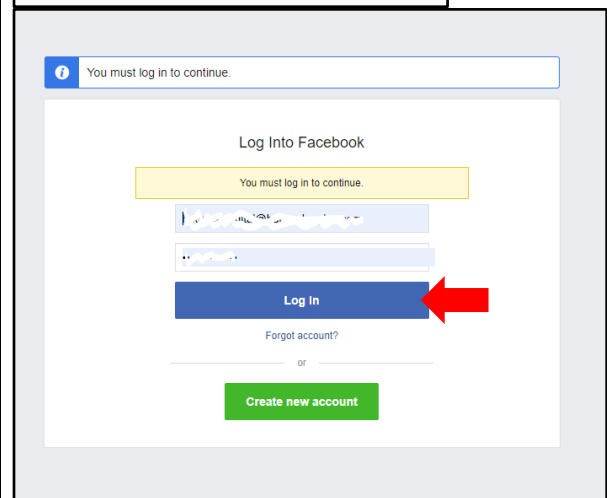 You must log in to continue.
Log Into Facebook
You must log in to continue.
Log In
Forgot account?
or
Create new account